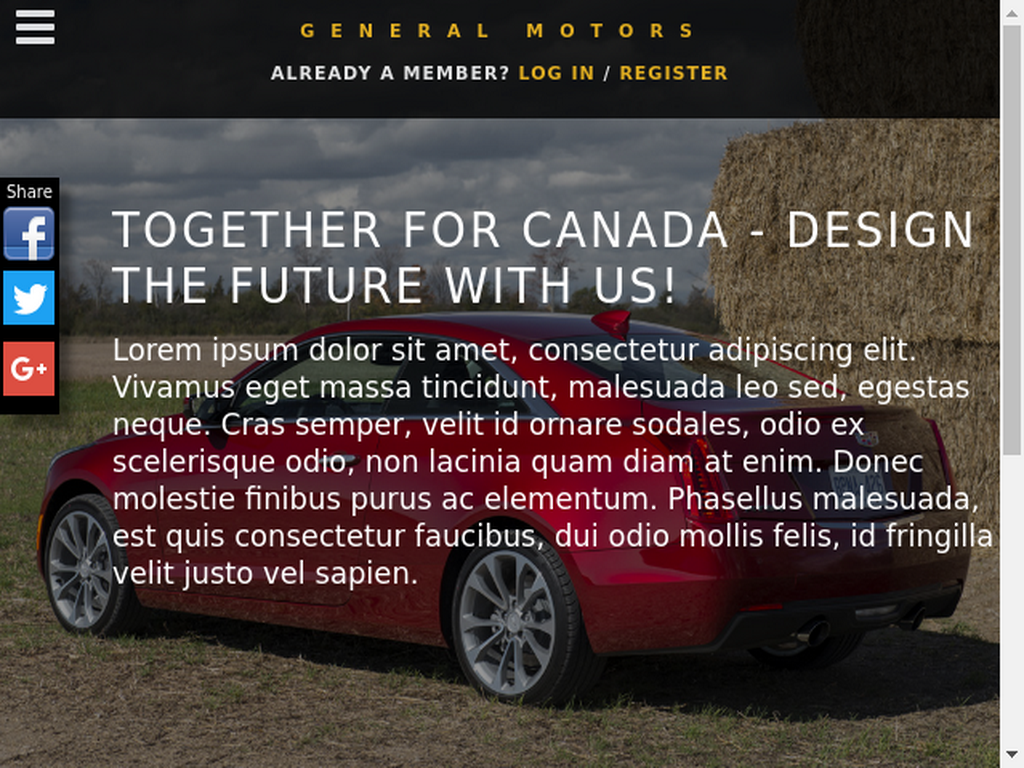 GENERAL MOTORS
ALREADY A MEMBER? LOG IN / REGISTER
Share
TOGETHER FOR CANADA - DESIGN
THE FUTURE WITH US!
Lorem ipsum dolor sit amet, consectetur adipiscing elit.
Vivamus eget massa tincidunt, malesuada leo sed, egestas
neque. Cras semper, velit id ornare sodales, odio ex
scelerisque odio, non lacinia quam diam at enim. Donec
molestie finibus purus ac elementum. Phasellus malesuada,
est quis consectetur faucibus, dui odio mollis felis, id fringilla
velit justo vel sapien.